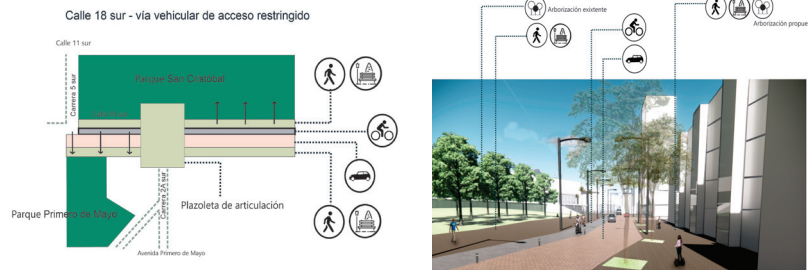 Calle 18 sur - vía vehicular de acceso restringido
Calle 11 sur
Carrera 5 sur
Parque San Cristobal
Carrera 2A sur
Plazoleta de articulación
Parque Primero de Mayo
Avenida Primero de Mayo
Arborización existente
Arborización propue